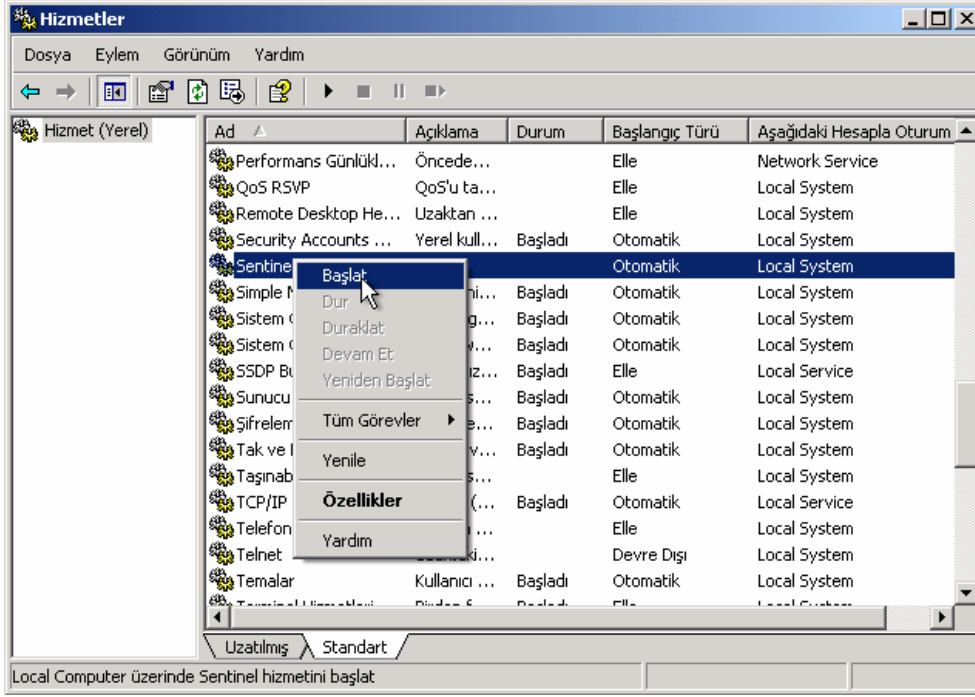 Hizmetler
Dosya Eylem Görünüm Yardım
Hizmet (Yerel)
Ad Açıklama Durum Başlangıç Türü Aşağıdaki Hesapla Oturum
Performans Günlükl... Öncede... Elle Network Service
QoS RSVP QoS'u ta... Elle Local System
Remote Desktop He... Uzaktan ... Elle Local System
Security Accounts ... Yerel kull... Başladı Otomatik Local System
Sentine Otomatik Local System
Simple Başladı Otomatik Local System
Sistem Başladı Otomatik Local System
Sistem Başladı Otomatik Local System
SSDP Başladı Elle Local Service
Sunucu Başladı Otomatik Local System
Şifrelem Başladı Otomatik Local System
Tak ve Başladı Otomatik Local System
Taşınab Elle Local System
TCP/IP Başladı Otomatik Local Service
Telefon Elle Local System
Telnet Devre Dışı Local System
Temalar Kullanıcı ... Başladı Otomatik Local System
Başlat
Dur
Duraklat
Devam Et
Yeniden Başlat
Tüm Görevler
Yenile
Özellikler
Yardım
Uzatılmış Standart
Local Computer üzerinde Sentinel hizmetini başlat